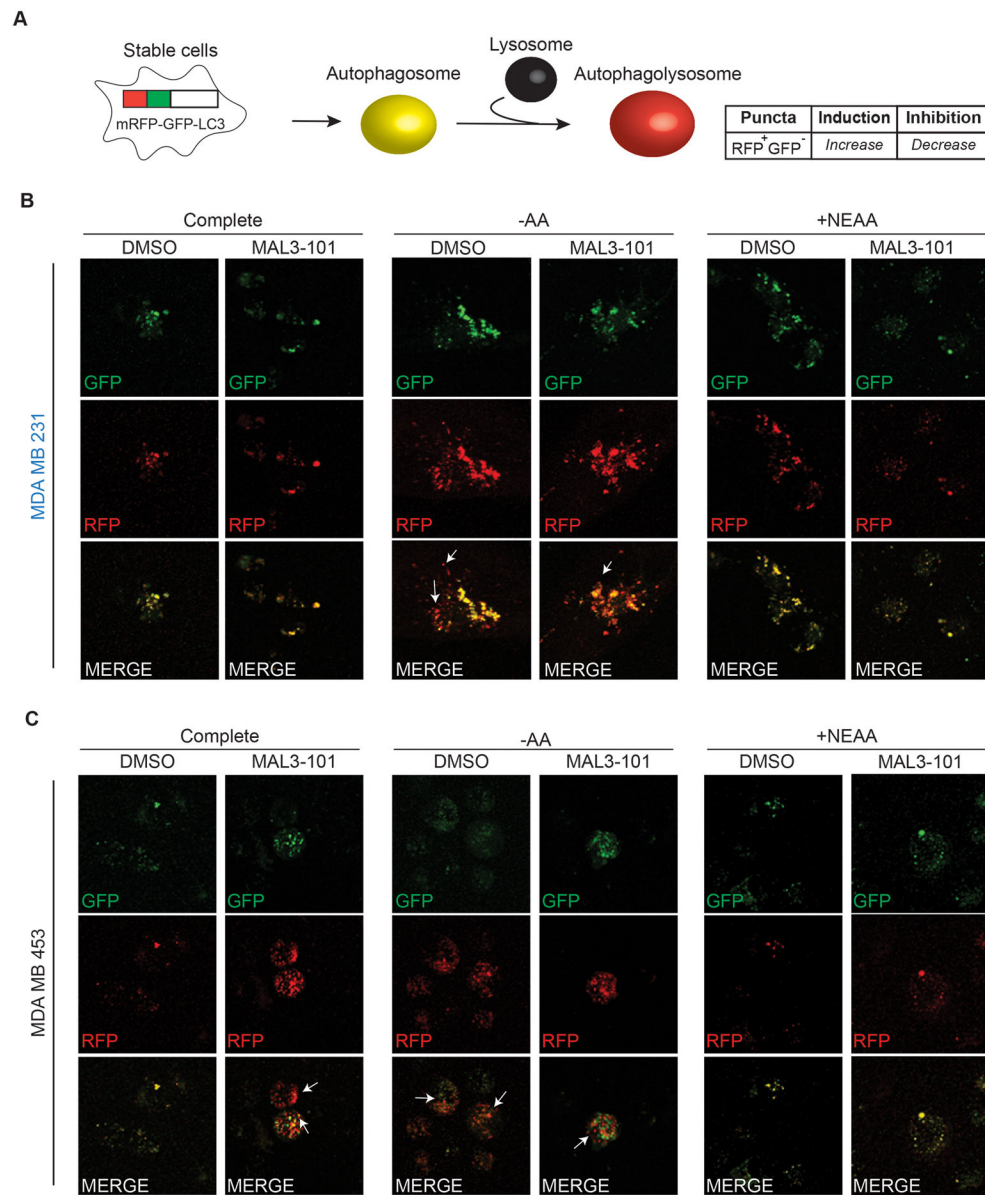 A
Stable cells
mRFP-GFP-LC3
Autophagosome
Lysosome
Autophagolysosome
Puncta Induction Inhibition
RFP+GFP- Increase Decrease
B
Complete -AA +NEAA
DMSO MAL3-101 DMSO MAL3-101 DMSO MAL3-101
MDA MB 231
GFP GFP GFP GFP GFP GFP
RFP RFP RFP RFP RFP RFP
MERGE MERGE MERGE MERGE MERGE MERGE
C
Complete -AA +NEAA
DMSO MAL3-101 DMSO MAL3-101 DMSO MAL3-101
MDA MB 453
GFP GFP GFP GFP GFP GFP
RFP RFP RFP RFP RFP RFP
MERGE MERGE MERGE MERGE MERGE MERGE